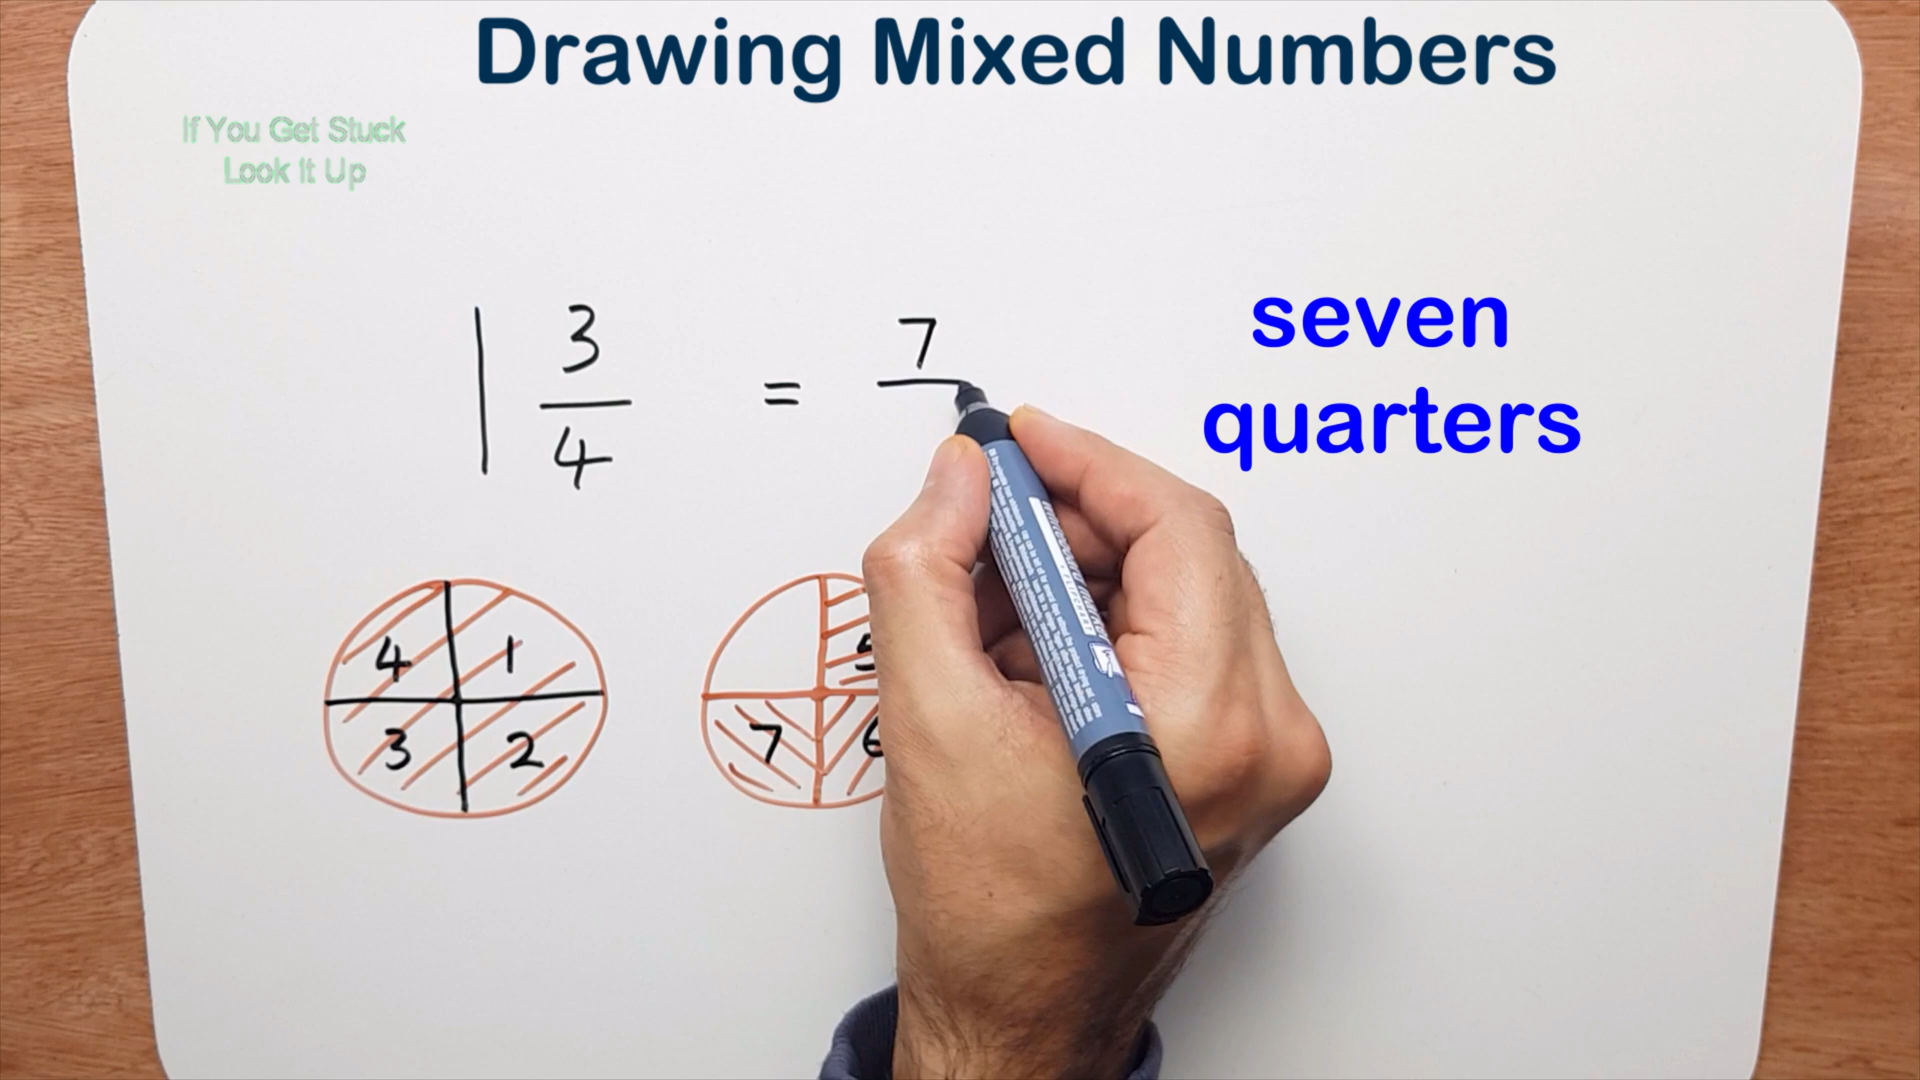 Drawing Mixed Numbers
If You Get Stuck
Look It Up
1 3/4 = 7
seven
quarters
4 1
3 2
5
7 6